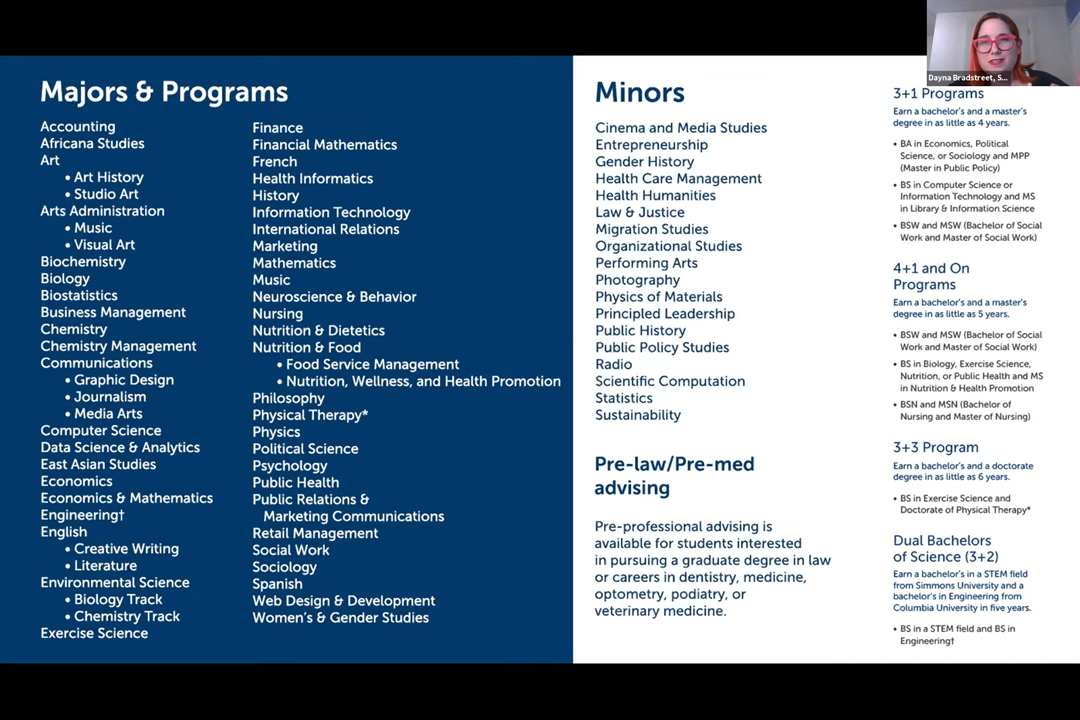 Dayna Bradstreet, S...
Majors & Programs
Accounting
Africana Studies
Art
• Art History
• Studio Art
Arts Administration
• Music
• Visual Art
Biochemistry
Biology
Biostatistics
Business Management
Chemistry
Chemistry Management
Communications
• Graphic Design
• Journalism
• Media Arts
Computer Science
Data Science & Analytics
East Asian Studies
Economics
Economics & Mathematics
Engineering†
English
• Creative Writing
• Literature
Environmental Science
• Biology Track
• Chemistry Track
Exercise Science
Finance
Financial Mathematics
French
Health Informatics
History
Information Technology
International Relations
Marketing
Mathematics
Music
Neuroscience & Behavior
Nursing
Nutrition & Dietetics
Nutrition & Food
• Food Service Management
• Nutrition, Wellness, and Health Promotion
Philosophy
Physical Therapy*
Physics
Political Science
Psychology
Public Health
Public Relations &
Marketing Communications
Retail Management
Social Work
Sociology
Spanish
Web Design & Development
Women's & Gender Studies
Minors
Cinema and Media Studies
Entrepreneurship
Gender History
Health Care Management
Health Humanities
Law & Justice
Migration Studies
Organizational Studies
Performing Arts
Photography
Physics of Materials
Principled Leadership
Public History
Public Policy Studies
Radio
Scientific Computation
Statistics
Sustainability
Pre-law/Pre-med
advising
Pre-professional advising is
available for students interested
in pursuing a graduate degree in law
or careers in dentistry, medicine,
optometry, podiatry, or
veterinary medicine.
3+1 Programs
Earn a bachelor's and a master's
degree in as little as 4 years.
• BA in Economics, Political
Science, or Sociology and MPP
(Master in Public Policy)
• BS in Computer Science or
Information Technology and MS
in Library & Information Science
• BSW and MSW (Bachelor of Social
Work and Master of Social Work)
4+1 and On
Programs
Earn a bachelor's and a master's
degree in as little as 5 years.
• BSW and MSW (Bachelor of Social
Work and Master of Social Work)
• BS in Biology, Exercise Science,
Nutrition, or Public Health and MS
in Nutrition & Health Promotion
• BSN and MSN (Bachelor of
Nursing and Master of Nursing)
3+3 Program
Earn a bachelor's and a doctorate
degree in as little as 6 years.
• BS in Exercise Science and
Doctorate of Physical Therapy*
Dual Bachelors
of Science (3+2)
Earn a bachelor's in a STEM field
from Simmons University and a
bachelor's in Engineering from
Columbia University in five years.
• BS in a STEM field and BS in
Engineering†